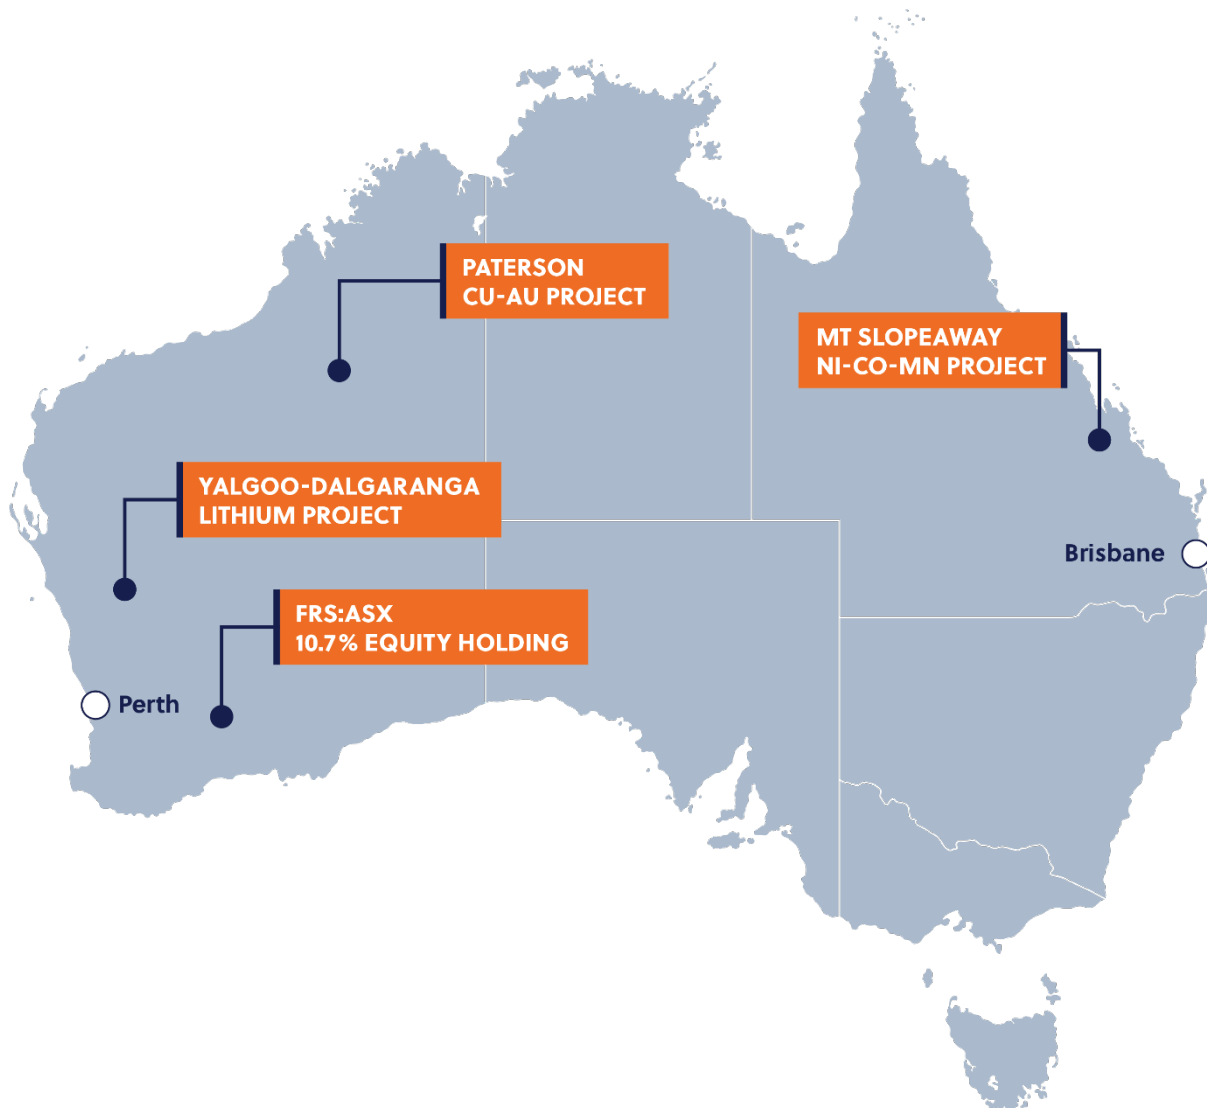 PATERSON
CU-AU PROJECT
MT SLOPEAWAY
NI-CO-MN PROJECT
YALGOO-DALGARANGA
LITHIUM PROJECT
Brisbane
FRS:ASX
10.7% EQUITY HOLDING
Perth